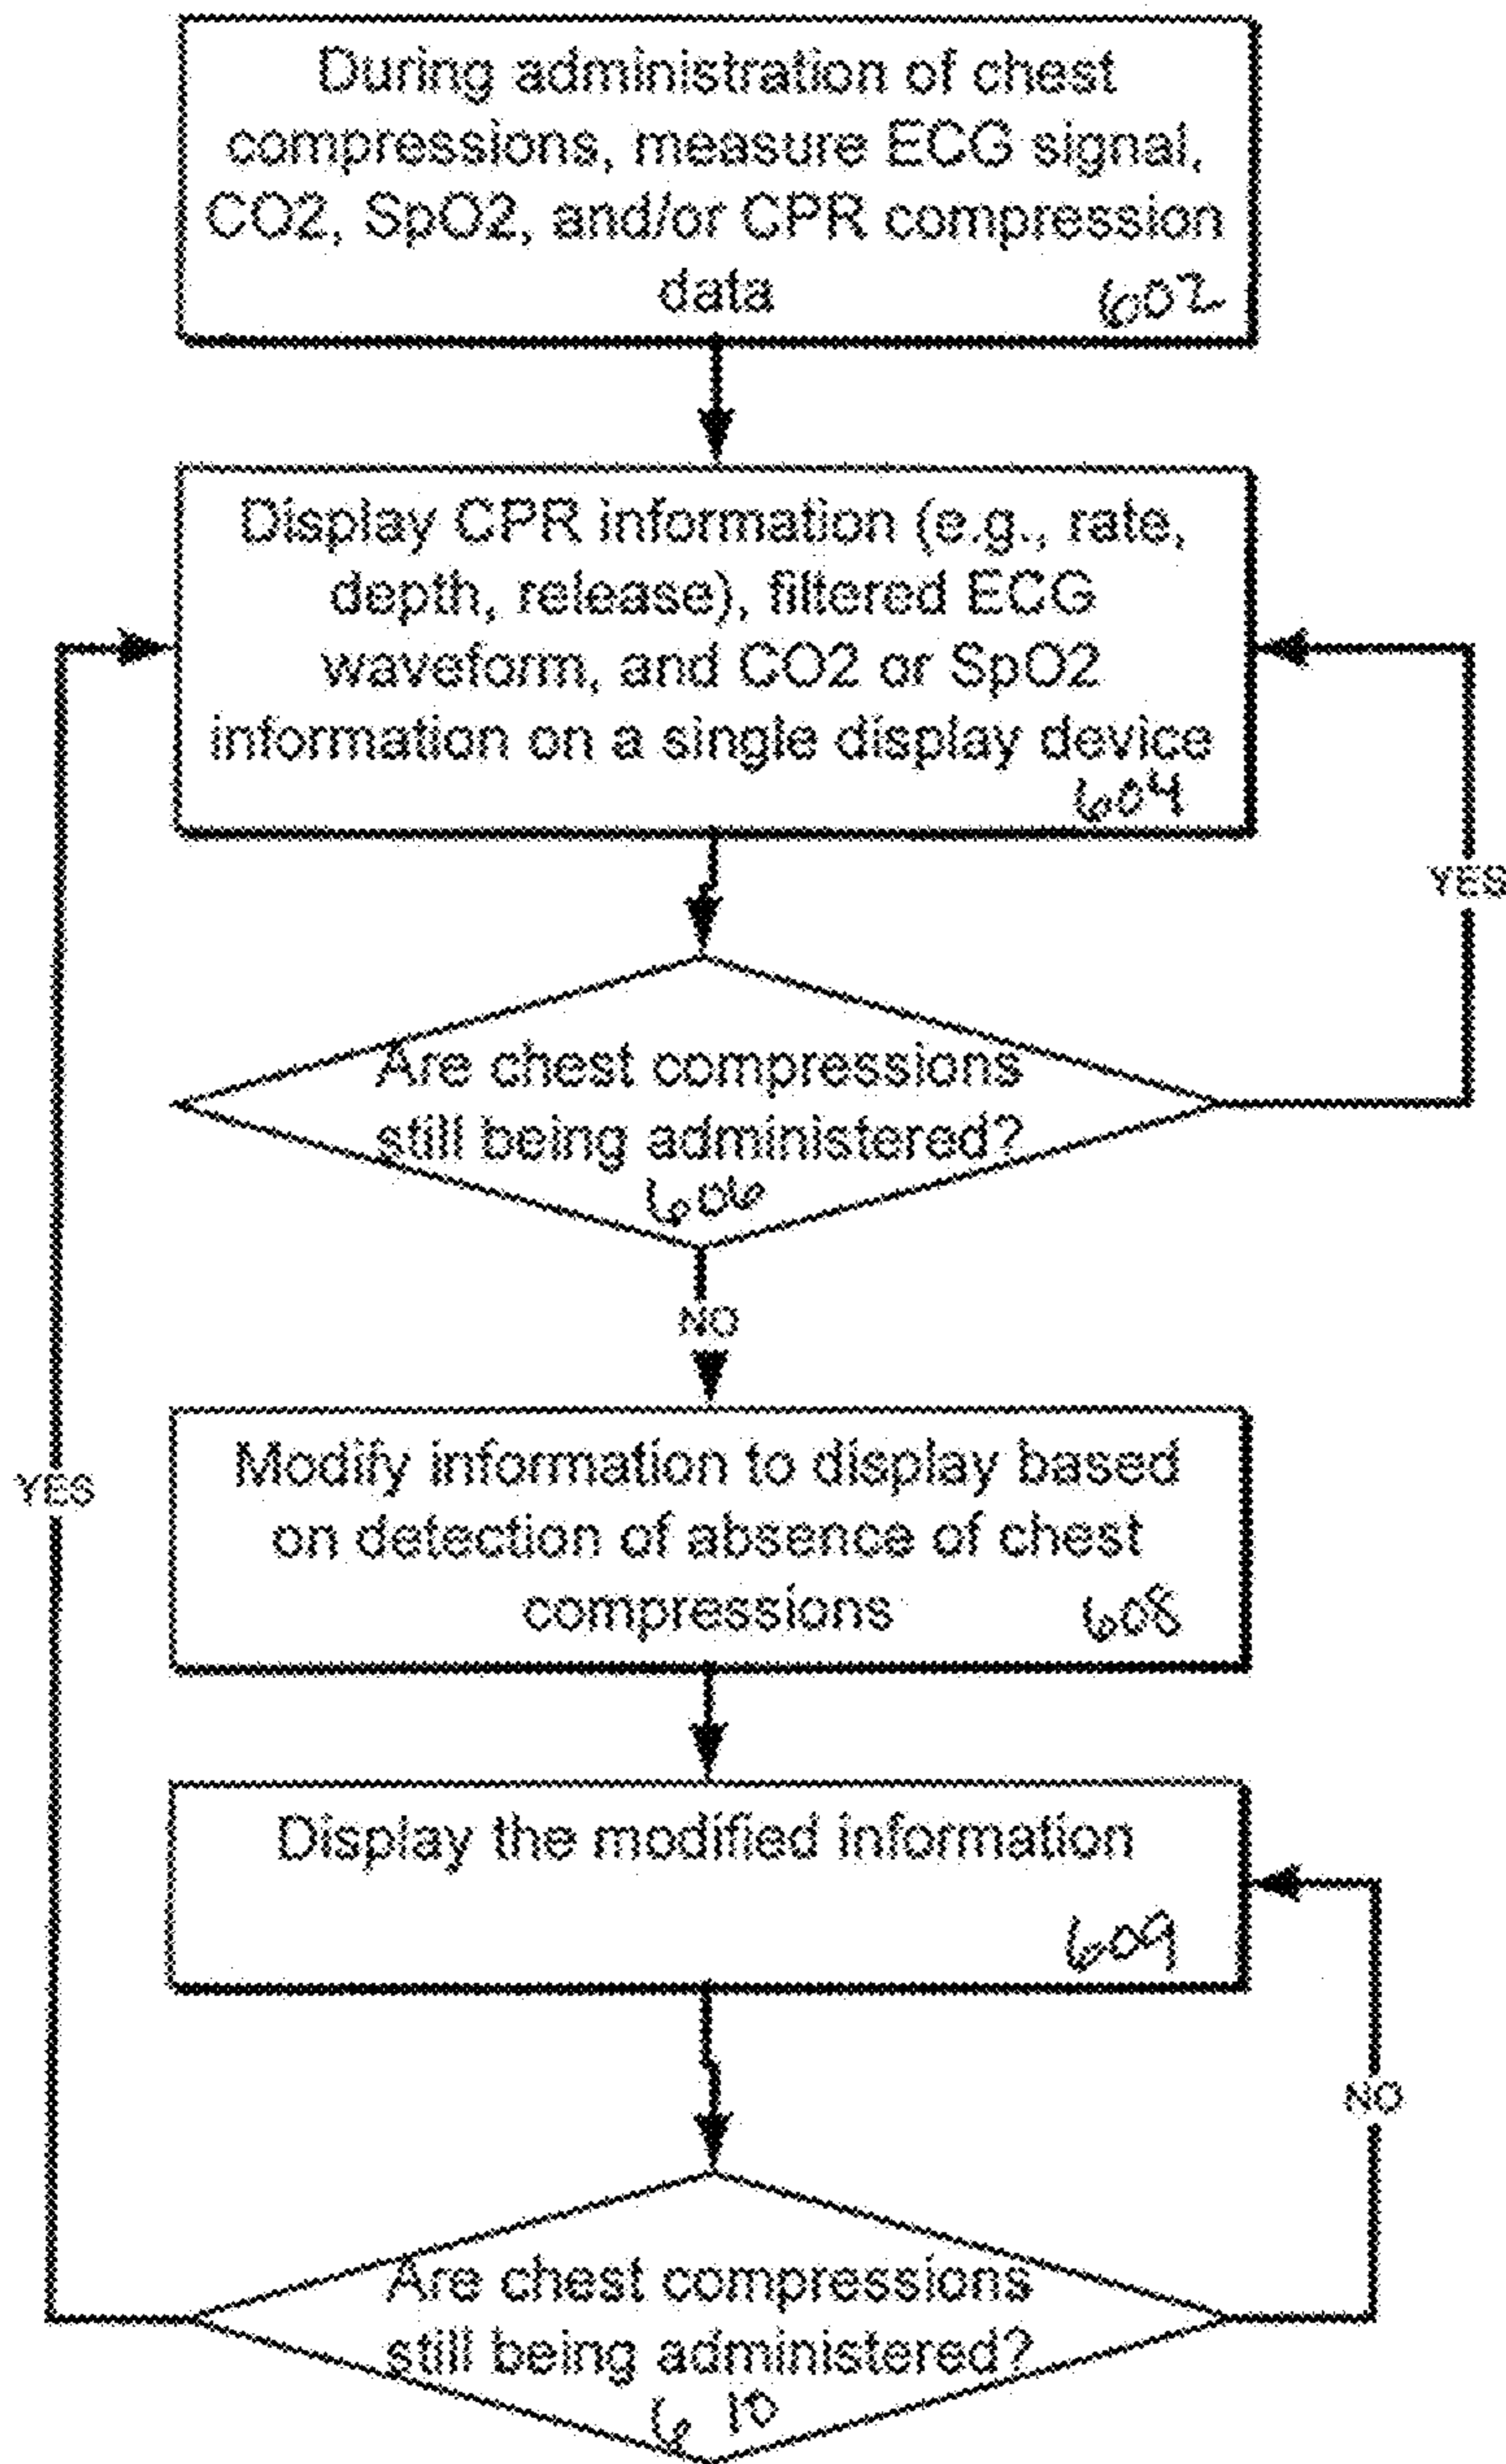 During administration of chest
compressions, measure ECG signal,
CO2, SpO2, and/or CPR compression
data
602
Display CPR information (e.g., rate,
depth, release), filtered ECG
waveform, and CO2 or SpO2
information on a single display device
604
YES
Are chest compressions
still being administered?
606
NO
Modify information to display based
on detection of absence of chest
compressions
608
YES
Display the modified information
609
NO
Are chest compressions
still being administered?
610